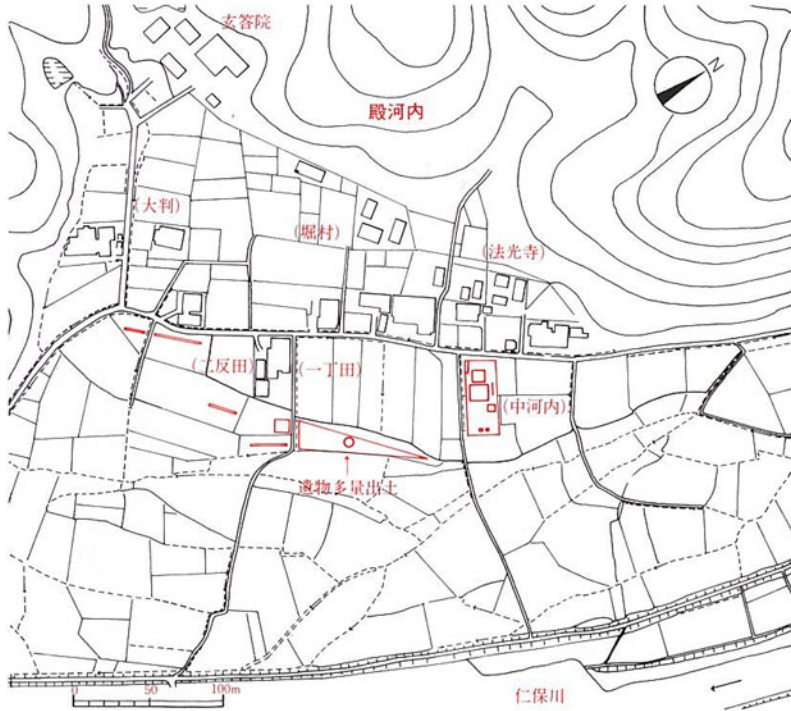 玄答院
殿河内
N
(大判)
(堀村)
(法光寺)
(二反田)
(一丁田)
(中河内)
遺物多量出土
0 50 100m
仁保川